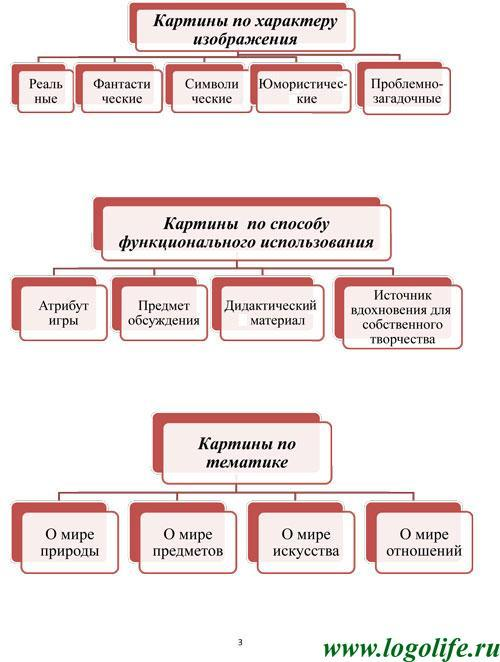 Картины по характеру
изображения
Реаль
ные
Фантасти
ческие
Символи
ческие
Юмористичес-
кие
Проблемно-
загадочные
Картины по способу
функционального использования
Атрибут
игры
Предмет
обсуждения
Дидактический
материал
Источник
вдохновения для
собственного
творчества
Картины по
тематике
О мире
природы
О мире
предметов
О мире
искусства
О мире
отношений
3
www.logolife.ru